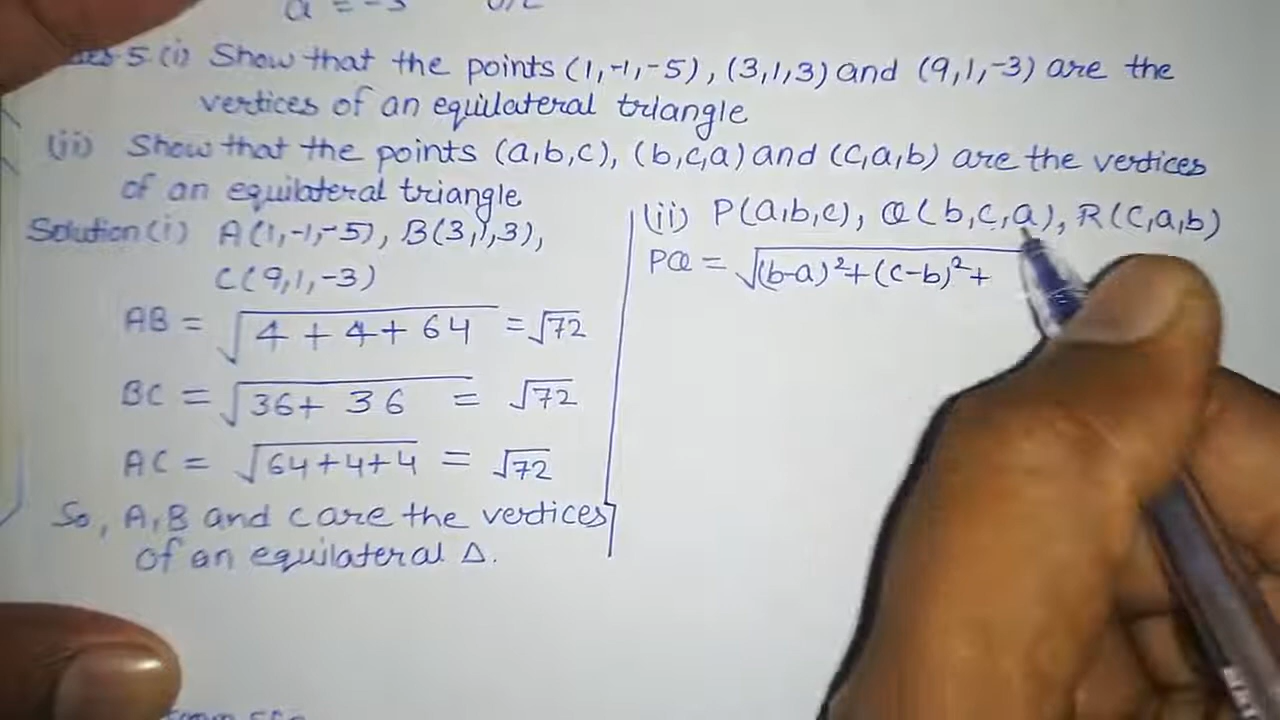 5. (i) Show that the points (1,-1,-5), (3,1,3) and (9,1,-3) are the
vertices of an equilateral triangle
(ii) Show that the points (a,b,c), (b,c,a) and (c,a,b) are the vertices
of an equilateral triangle
Solution (i) A(1,-1,-5), B(3,1,3),
C(9,1,-3)
AB = √4 + 4 + 64 = √72
BC = √36 + 36 = √72
AC = √64+4+4 = √72
So, A, B and C are the vertices
of an equilateral Δ.
(ii) P(a,b,c), Q(b,c,a), R(c,a,b)
PQ = √(b-a)²+(c-b)²+